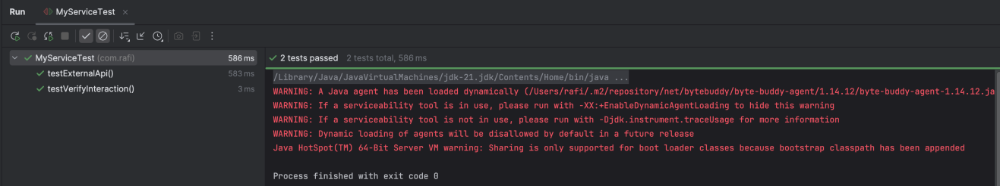 Run MyServiceTest
MyServiceTest (com.rafi) 586 ms
testExternalApi() 583 ms
testVerifyInteraction() 3 ms
2 tests passed 2 tests total, 586 ms
/Library/Java/JavaVirtualMachines/jdk-21.jdk/Contents/Home/bin/java ...
WARNING: A Java agent has been loaded dynamically (/Users/rafi/.m2/repository/net/bytebuddy/byte-buddy-agent/1.14.12/byte-buddy-agent-1.14.12.ja
WARNING: If a serviceability tool is in use, please run with -XX:+EnableDynamicAgentLoading to hide this warning
WARNING: If a serviceability tool is not in use, please run with -Djdk.instrument.traceUsage for more information
WARNING: Dynamic loading of agents will be disallowed by default in a future release
Java HotSpot(TM) 64-Bit Server VM warning: Sharing is only supported for boot loader classes because bootstrap classpath has been appended
Process finished with exit code 0